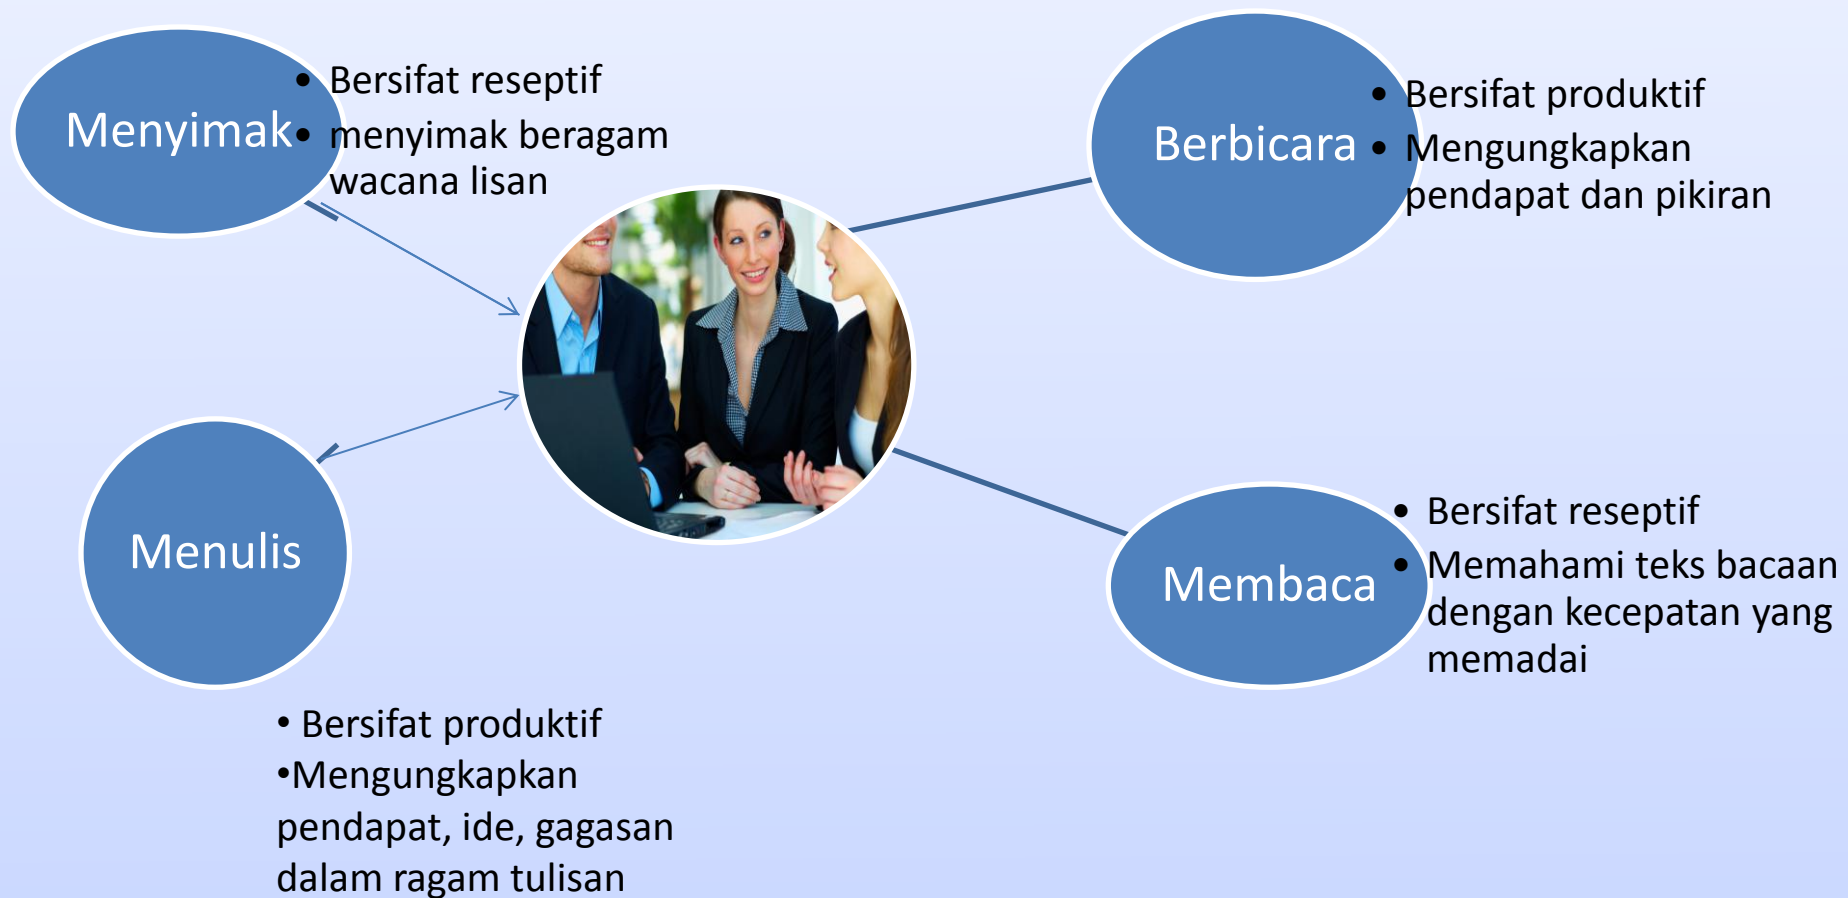 Menyimak
• Bersifat reseptif
• menyimak beragam
wacana lisan
Berbicara
• Bersifat produktif
• Mengungkapkan
pendapat dan pikiran
Menulis
• Bersifat produktif
•Mengungkapkan
pendapat, ide, gagasan
dalam ragam tulisan
Membaca
• Bersifat reseptif
• Memahami teks bacaan
dengan kecepatan yang
memadai